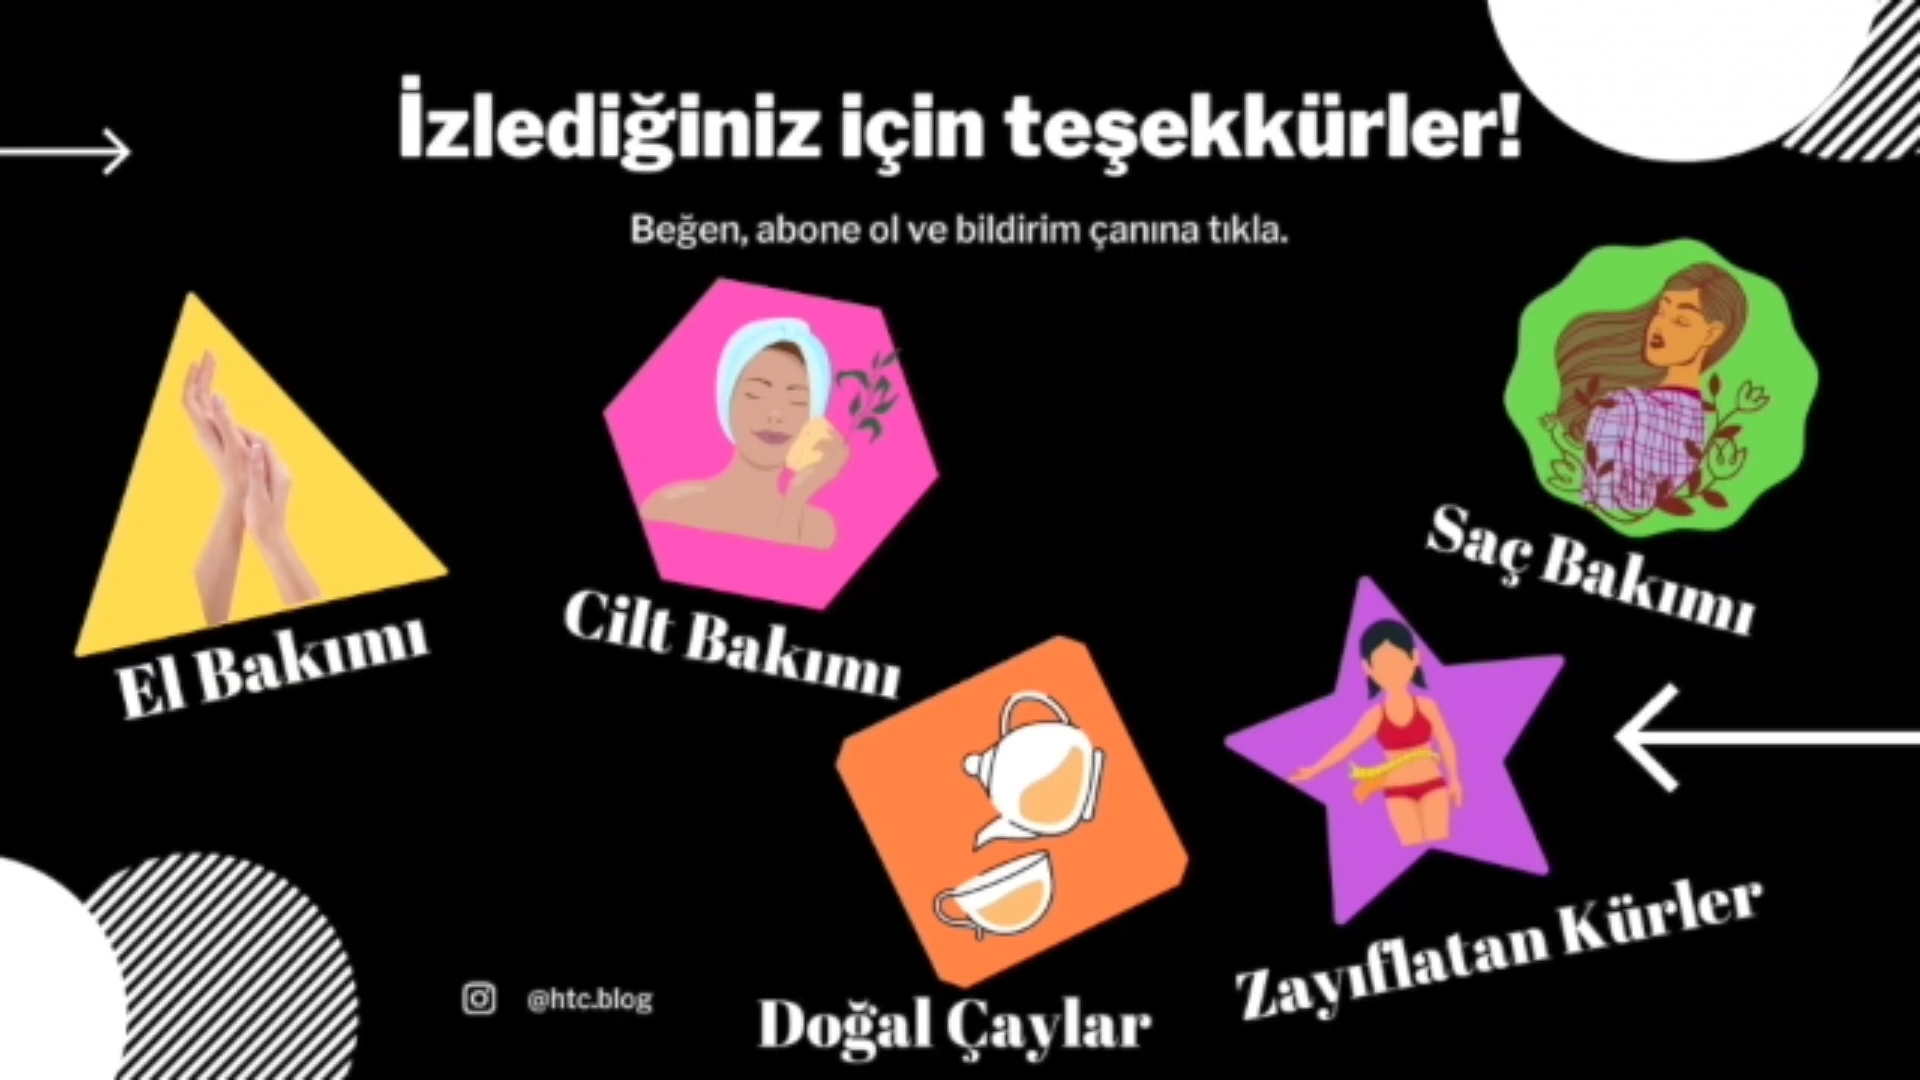 İzlediğiniz için teşekkürler!
Beğen, abone ol ve bildirim çanına tıkla.
El Bakımı
Cilt Bakımı
Saç Bakımı
Doğal Çaylar
Zayıflatan Kürler
@htc.blog